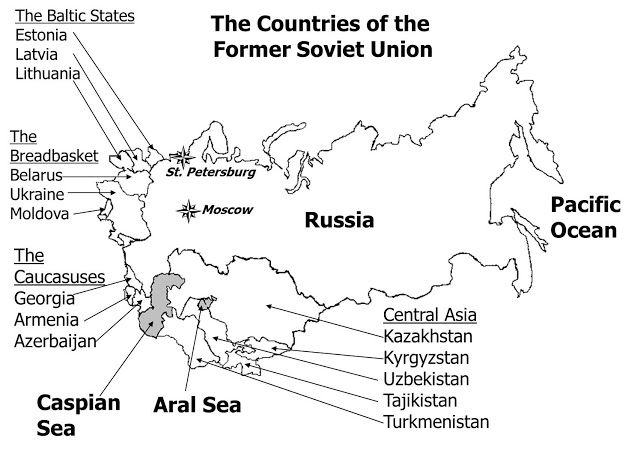 The Countries of the
Former Soviet Union
The Baltic States
Estonia
Latvia
Lithuania
The
Breadbasket
Belarus
Ukraine
Moldova
St. Petersburg
Moscow
Russia
Pacific
Ocean
The
Caucasuses
Georgia
Armenia
Azerbaijan
Central Asia
Kazakhstan
Kyrgyzstan
Uzbekistan
Tajikistan
Turkmenistan
Caspian
Sea
Aral Sea